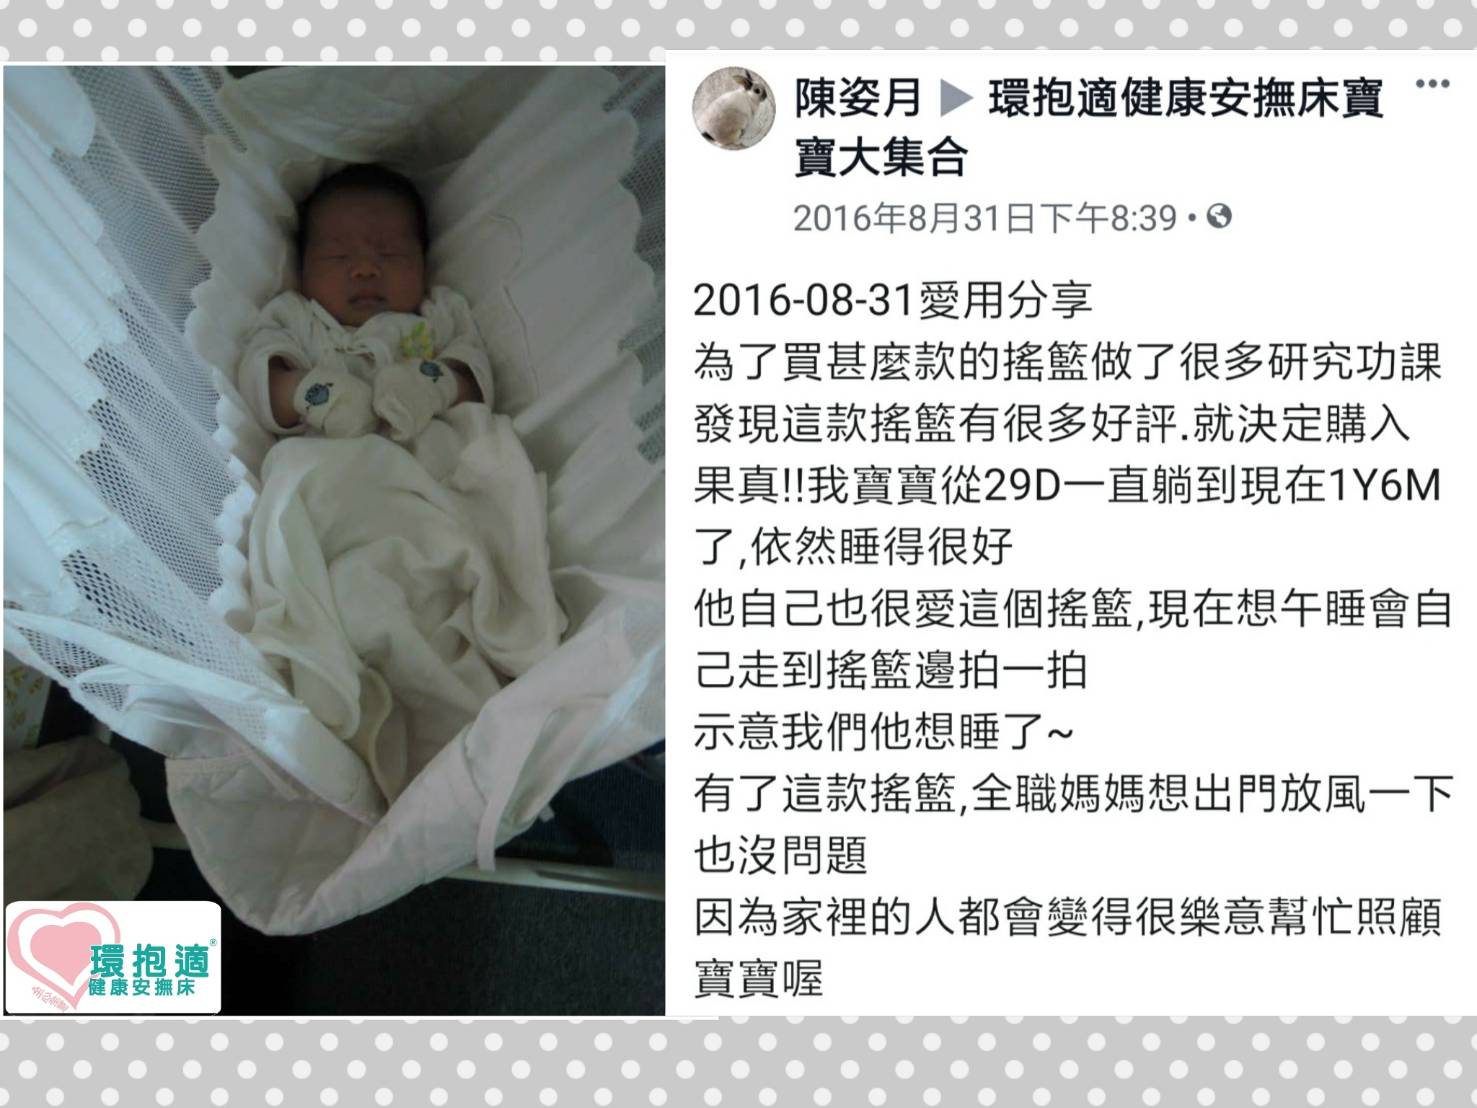 陳姿月 ▶ 環抱適健康安撫床寶
寶大集合
2016年8月31日下午8:39
2016-08-31愛用分享
為了買甚麼款的搖籃做了很多研究功課
發現這款搖籃有很多好評.就決定購入
果真!!我寶寶從29D一直躺到現在1Y6M
了,依然睡得很好
他自己也很愛這個搖籃,現在想午睡會自
己走到搖籃邊拍一拍
示意我們他想睡了~
有了這款搖籃,全職媽媽想出門放風一下
也沒問題
因為家裡的人都會變得很樂意幫忙照顧
寶寶喔
環抱適®
健康安撫床